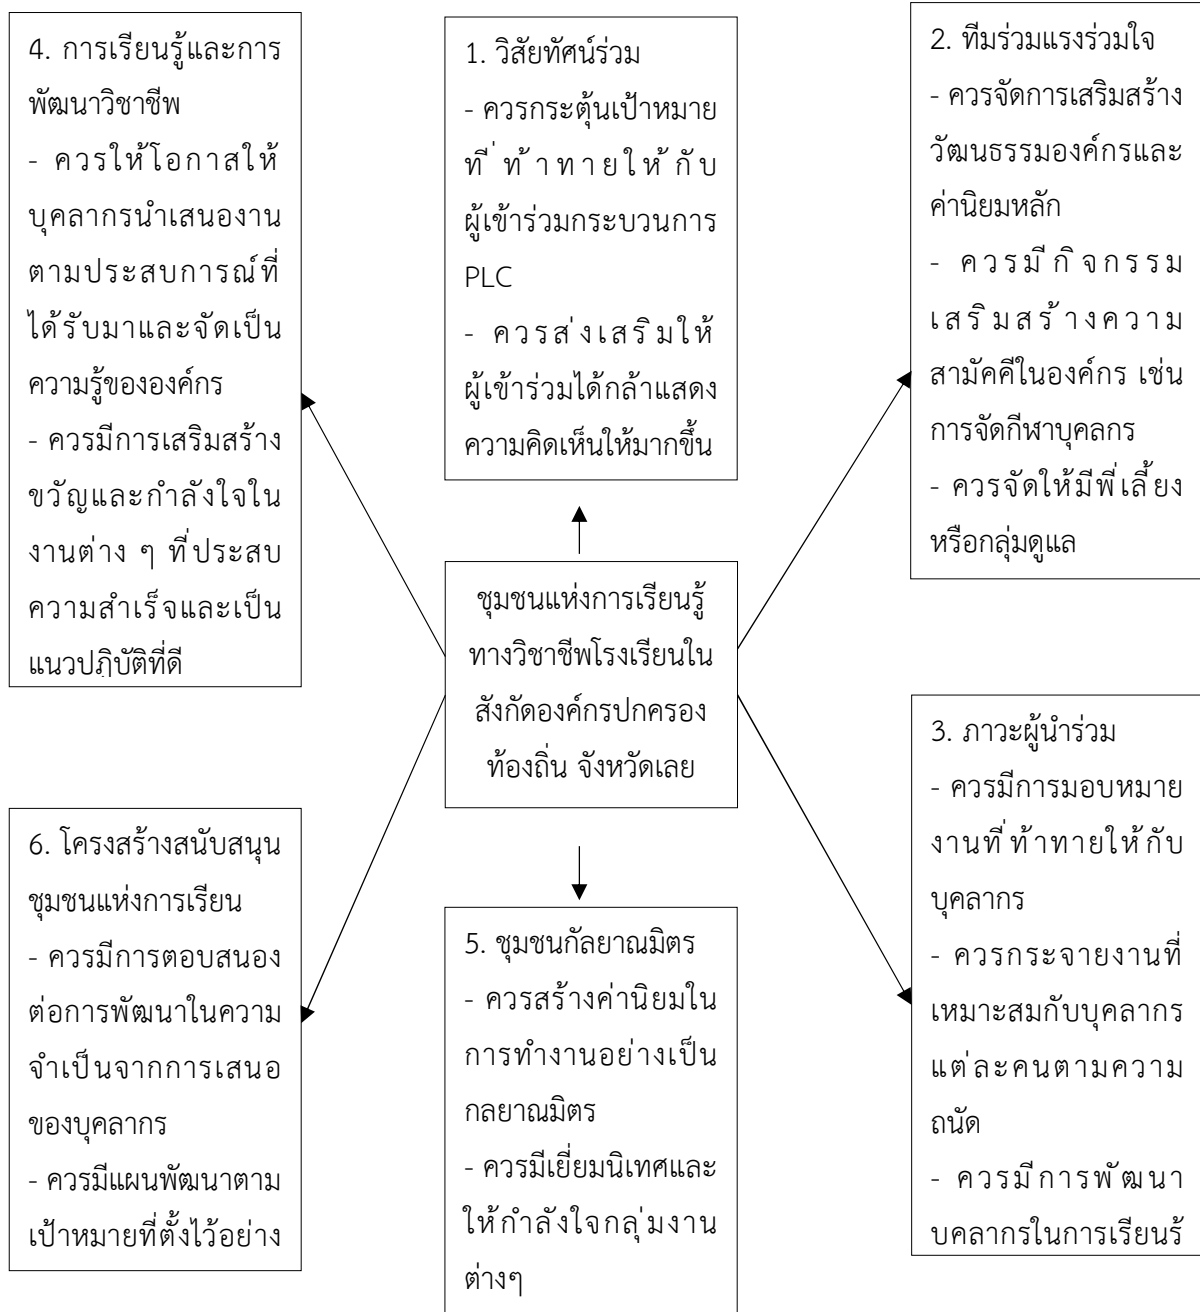 4. การเรียนรู้และการ
พัฒนาวิชาชีพ
- ควรให้โอกาสให้
บุคลากรนำเสนองาน
ตามประสบการณ์ที่
ได้รับมาและจัดเป็น
ความรู้ขององค์กร
- ควรมีการเสริมสร้าง
ขวัญและกำลังใจใน
งานต่าง ๆ ที่ประสบ
ความสำเร็จและเป็น
แนวปฏิบัติที่ดี
1. วิสัยทัศน์ร่วม
- ควรกระตุ้นเป้าหมาย
ที่ท้าทายให้กับ
ผู้เข้าร่วมกระบวนการ
PLC
- ควรส่งเสริมให้
ผู้เข้าร่วมได้กล้าแสดง
ความคิดเห็นให้มากขึ้น
2. ทีมร่วมแรงร่วมใจ
- ควรจัดการเสริมสร้าง
วัฒนธรรมองค์กรและ
ค่านิยมหลัก
- ควรมีกิจกรรม
เสริมสร้างความ
สามัคคีในองค์กร เช่น
การจัดกีฬาบุคลกร
- ควรจัดให้มีพี่เลี้ยง
หรือกลุ่มดูแล
ชุมชนแห่งการเรียนรู้
ทางวิชาชีพโรงเรียนใน
สังกัดองค์กรปกครอง
ท้องถิ่น จังหวัดเลย
3. ภาวะผู้นำร่วม
- ควรมีการมอบหมาย
งานที่ท้าทายให้กับ
บุคลากร
- ควรกระจายงานที่
เหมาะสมกับบุคลากร
แต่ละคนตามความ
ถนัด
- ควรมีการพัฒนา
บุคลากรในการเรียนรู้
6. โครงสร้างสนับสนุน
ชุมชนแห่งการเรียน
- ควรมีการตอบสนอง
ต่อการพัฒนาในความ
จำเป็นจากการเสนอ
ของบุคลากร
- ควรมีแผนพัฒนาตาม
เป้าหมายที่ตั้งไว้อย่าง
5. ชุมชนกัลยาณมิตร
- ควรสร้างค่านิยมใน
การทำงานอย่างเป็น
กลยาณมิตร
- ควรมีเยี่ยมนิเทศและ
ให้กำลังใจกลุ่มงาน
ต่างๆ